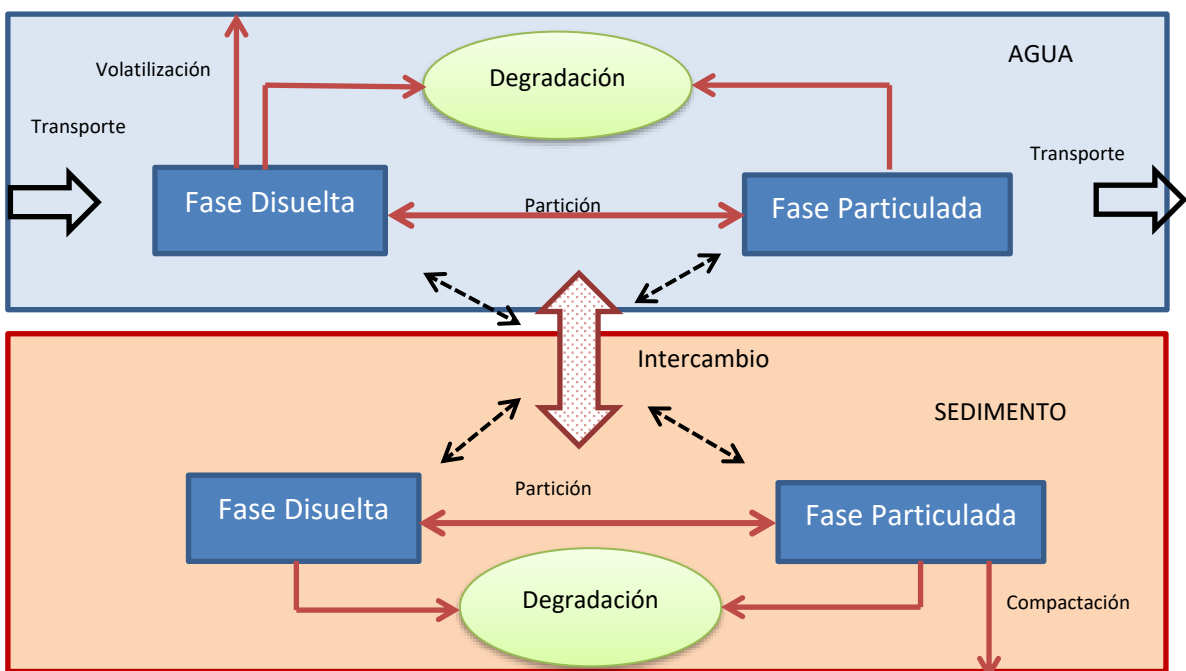 AGUA
Volatilización
Degradación
Transporte
Transporte
Fase Disuelta
Partición
Fase Particulada
Intercambio
SEDIMENTO
Partición
Fase Disuelta
Fase Particulada
Degradación
Compactación